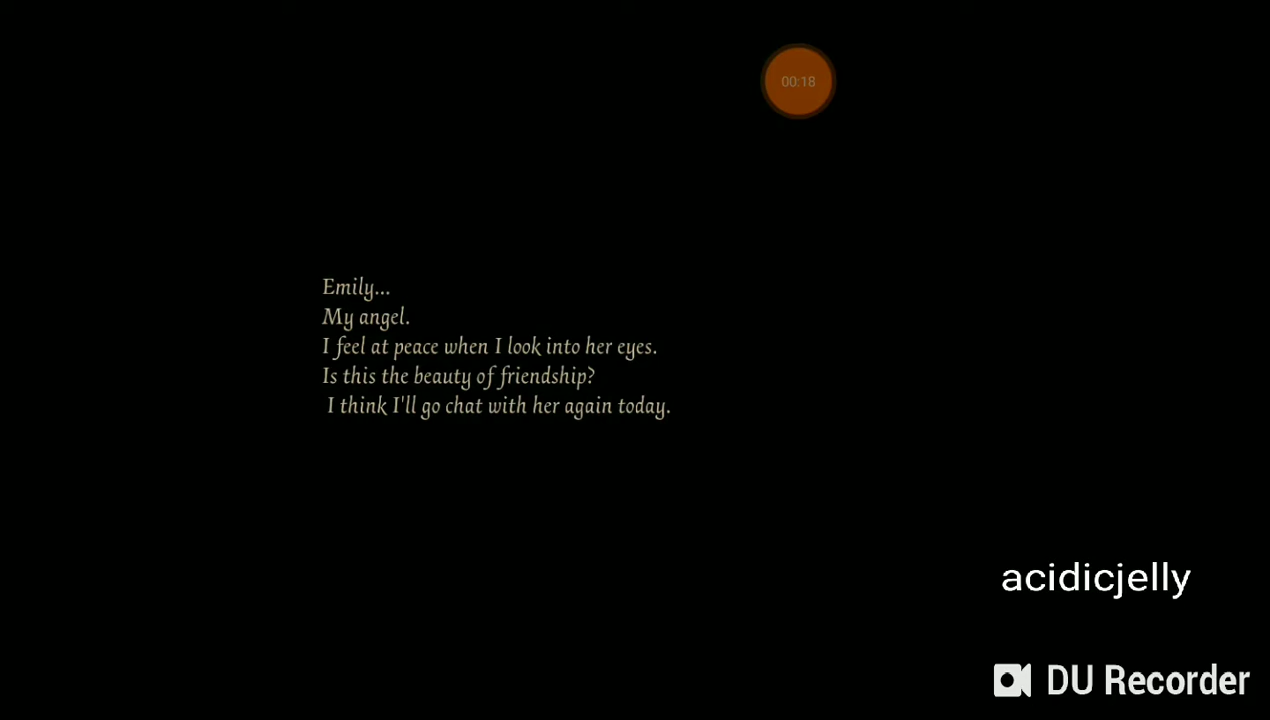 00:18
Emily...
My angel.
I feel at peace when I look into her eyes.
Is this the beauty of friendship?
I think I'll go chat with her again today.
acidicjelly
DU Recorder